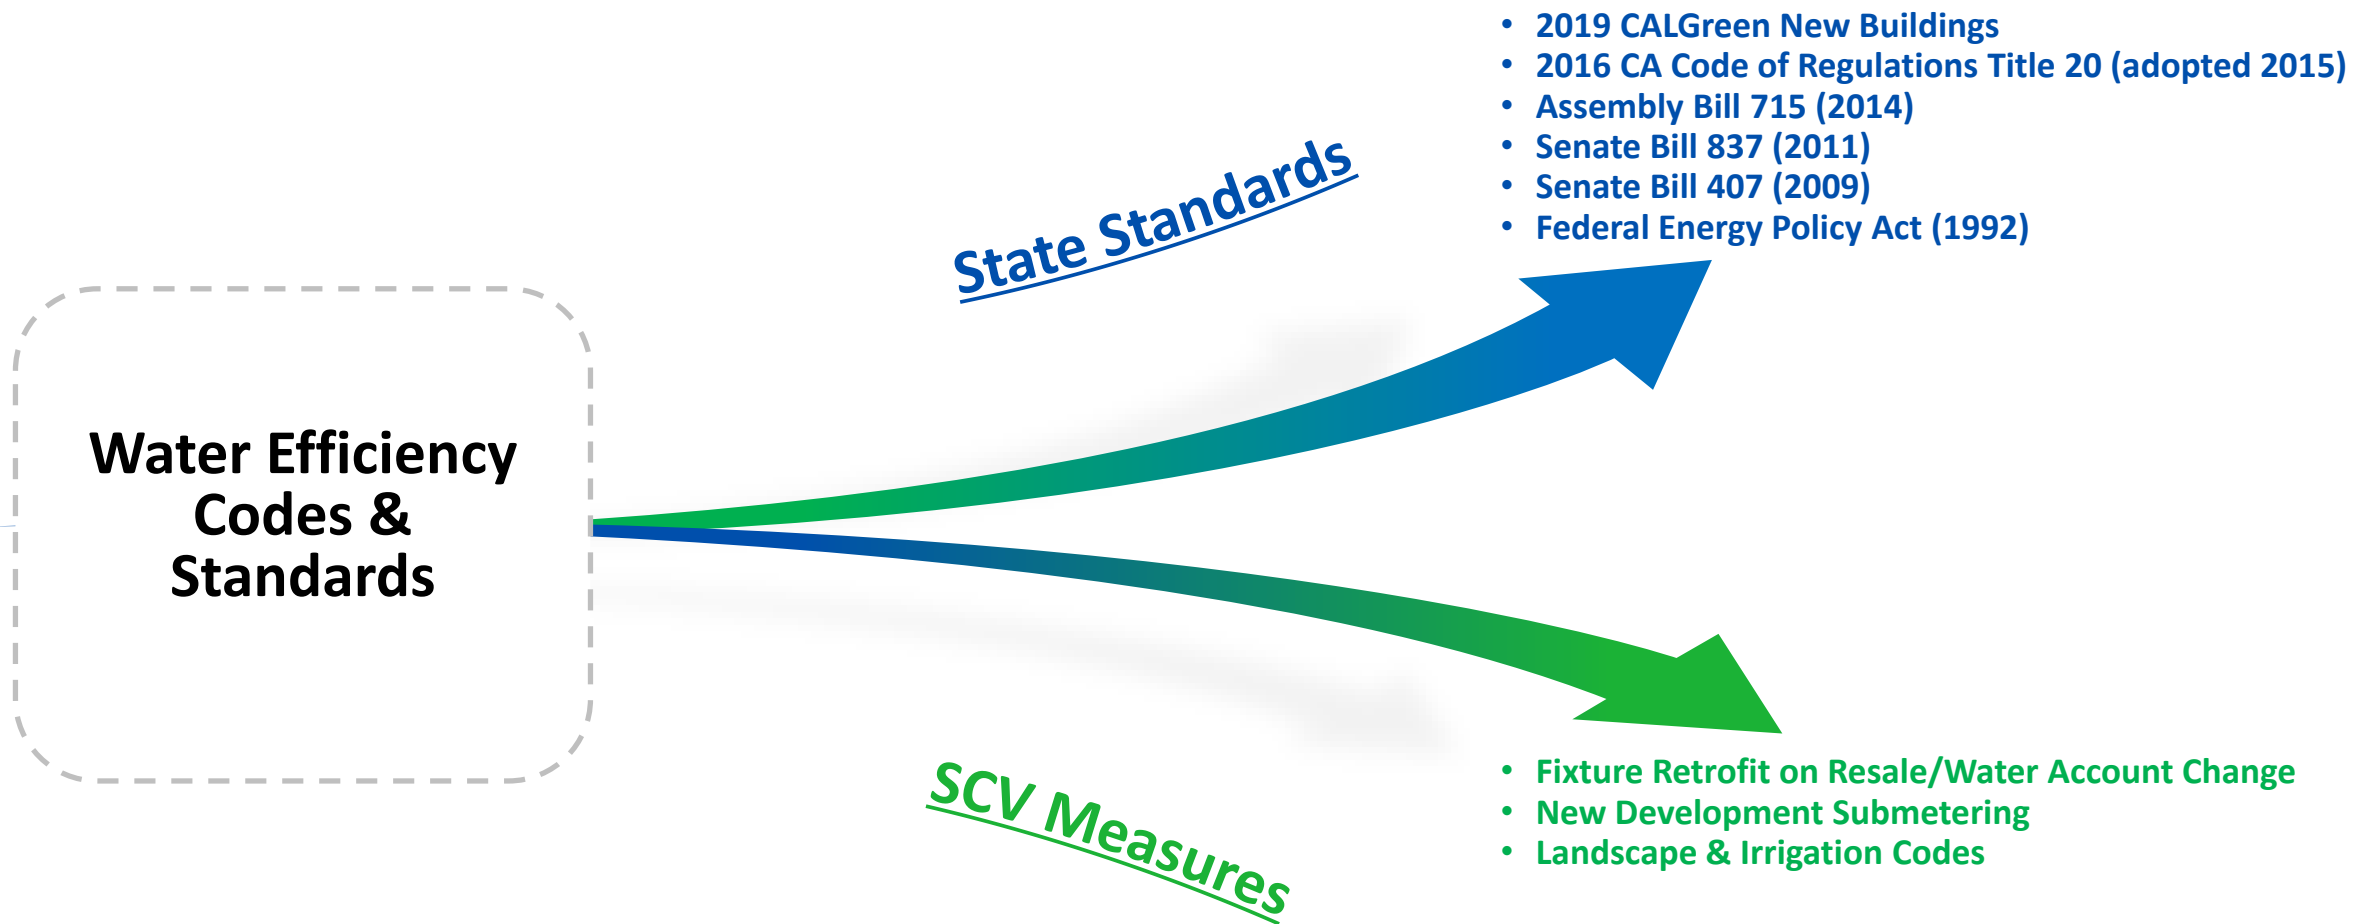 Water Efficiency
Codes &
Standards
State Standards
• 2019 CALGreen New Buildings
• 2016 CA Code of Regulations Title 20 (adopted 2015)
• Assembly Bill 715 (2014)
• Senate Bill 837 (2011)
• Senate Bill 407 (2009)
• Federal Energy Policy Act (1992)
SCV Measures
• Fixture Retrofit on Resale/Water Account Change
• New Development Submetering
• Landscape & Irrigation Codes